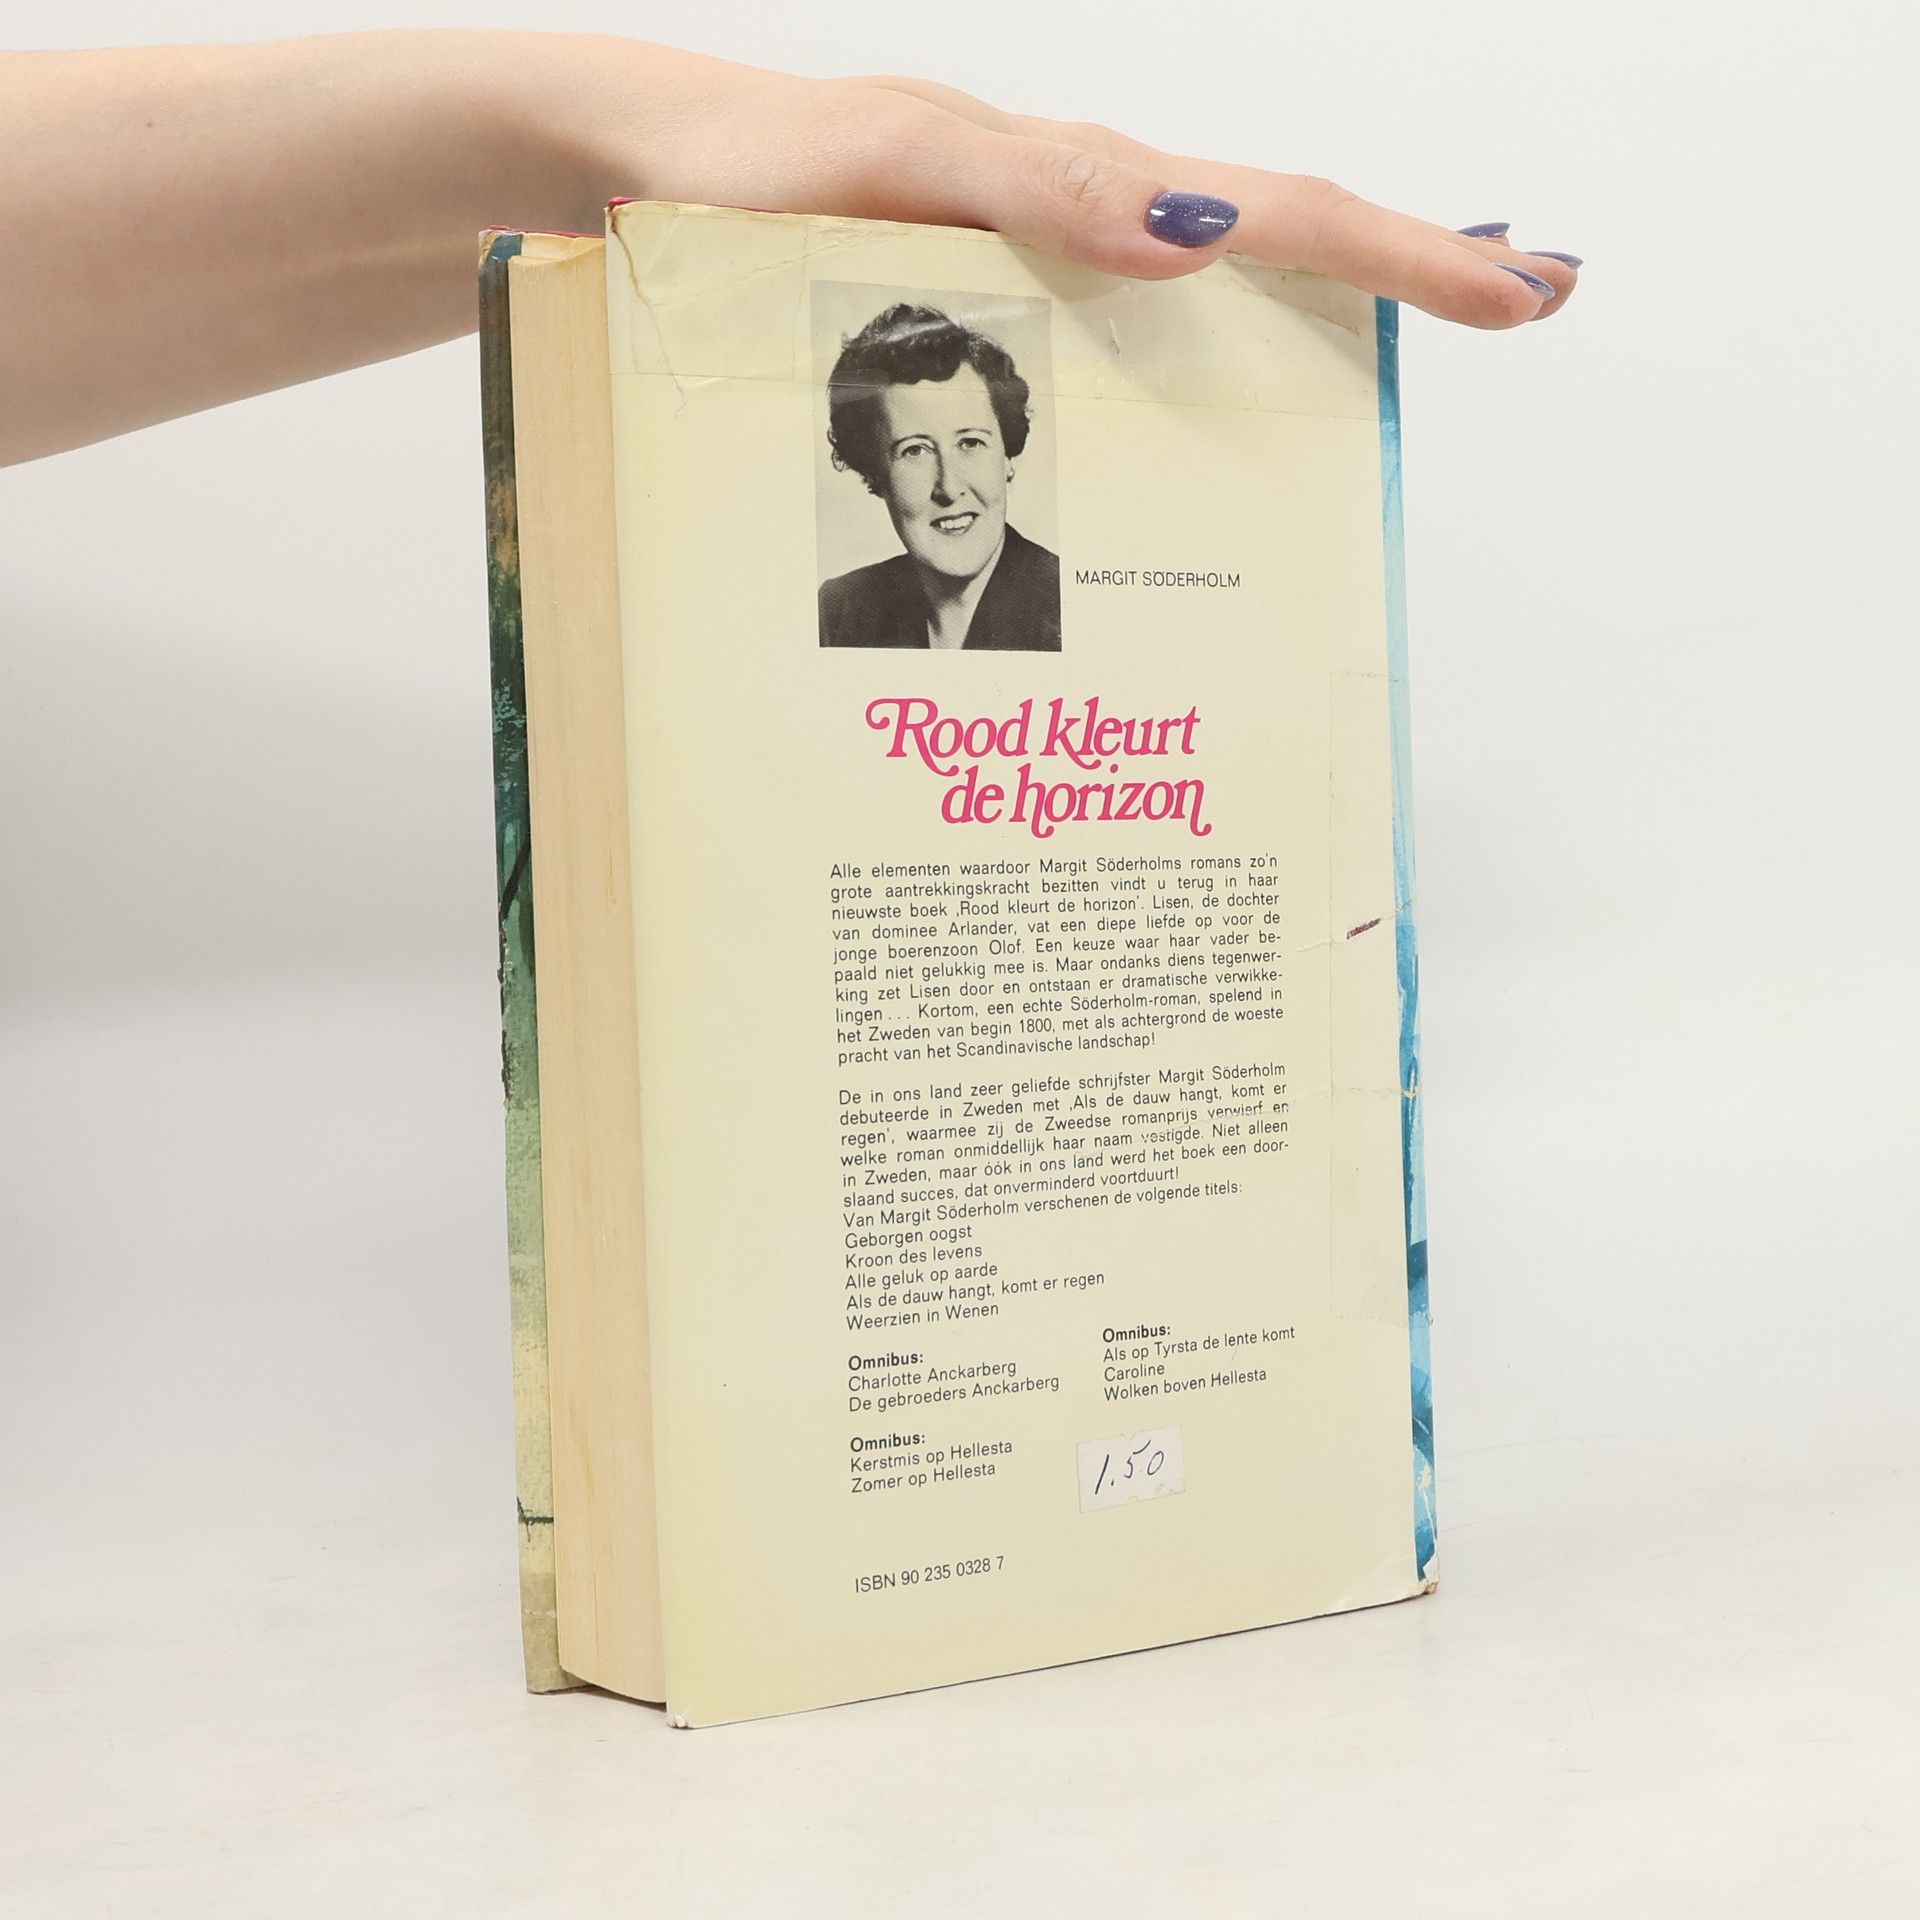 MARGIT SÖDERHOLM
Rood kleurt
de horizon
Alle elementen waardoor Margit Söderholms romans zo'n
grote aantrekkingskracht bezitten vindt u terug in haar
nieuwste boek ‚Rood kleurt de horizon'. Lisen, de dochter
van dominee Arlander, vat een diepe liefde op voor de
jonge boerenzoon Olof. Een keuze waar haar vader be-
paald niet gelukkig mee is. Maar ondanks diens tegenwer-
king zet Lisen door en ontstaan er dramatische verwikke-
lingen ... Kortom, een echte Söderholm-roman, spelend in
het Zweden van begin 1800, met als achtergrond de woeste
pracht van het Scandinavische landschap!
De in ons land zeer geliefde schrijfster Margit Söderholm
debuteerde in Zweden met ‚Als de dauw hangt, komt er
regen', waarmee zij de Zweedse romanprijs verwierf en
welke roman onmiddellijk haar naam vestigde. Niet alleen
in Zweden, maar óók in ons land werd het boek een door-
slaand succes, dat onverminderd voortduurt!
Van Margit Söderholm verschenen de volgende titels:
Geborgen oogst
Kroon des levens
Alle geluk op aarde
Als de dauw hangt, komt er regen
Weerzien in Wenen
Omnibus:
Charlotte Anckarberg
De gebroeders Anckarberg
Omnibus:
Als op Tyrsta de lente komt
Caroline
Wolken boven Hellesta
Omnibus:
Kerstmis op Hellesta
Zomer op Hellesta
1.50
ISBN 90 235 0328 7